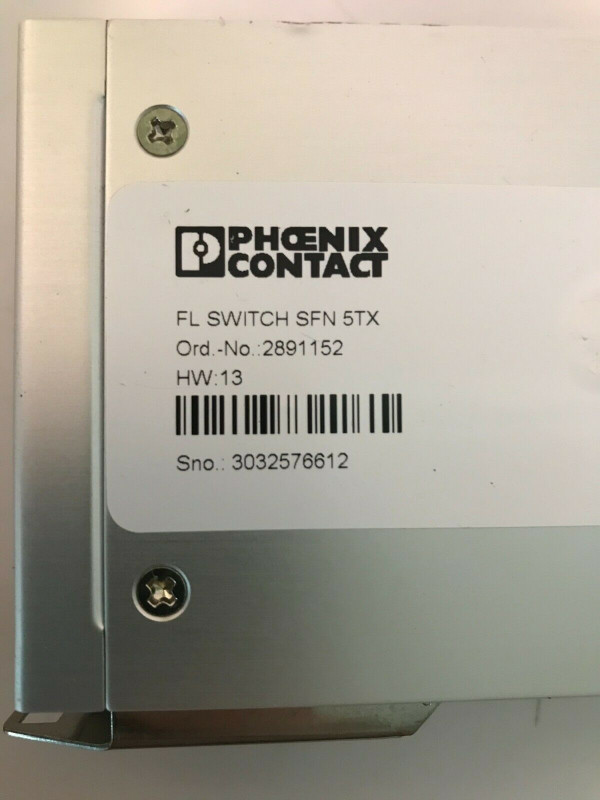 PHŒNIX
CONTACT
FL SWITCH SFN 5TX
Ord.-No.:2891152
HW:13
Sno.: 3032576612